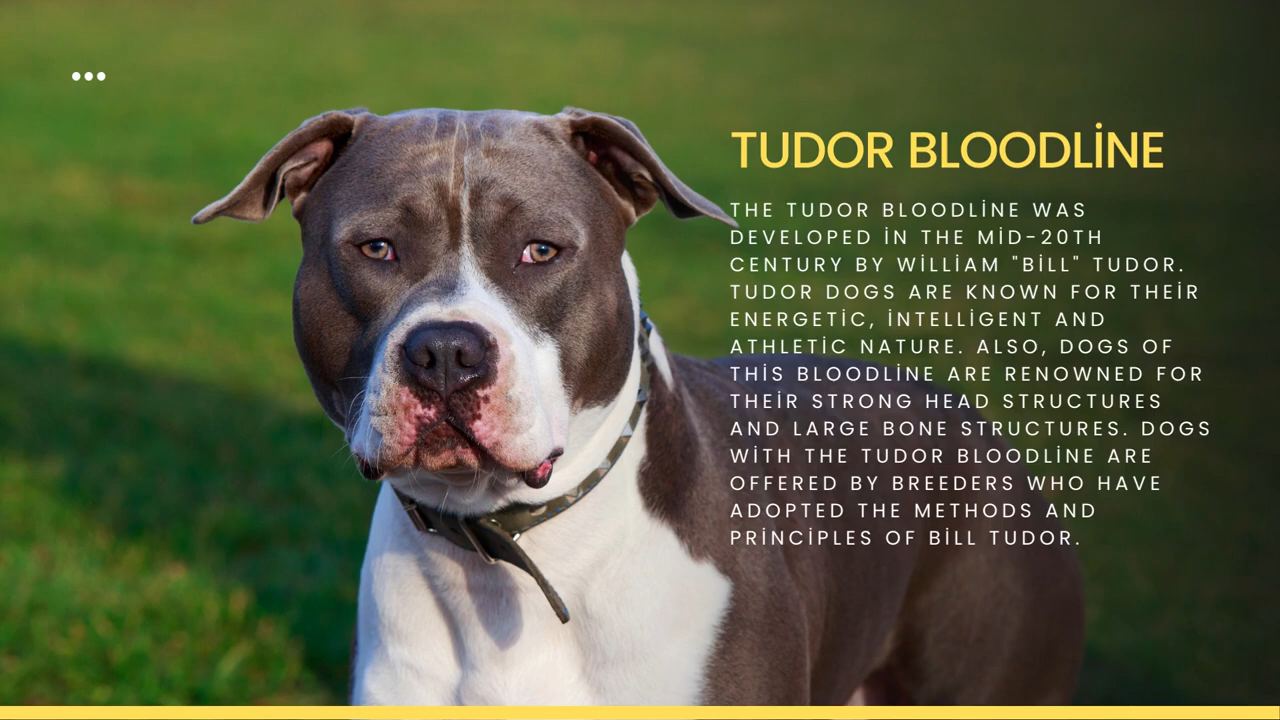 TUDOR BLOODLİNE
THE TUDOR BLOODLİNE WAS
DEVELOPED İN THE MİD-20TH
CENTURY BY WİLLİAM "BİLL" TUDOR.
TUDOR DOGS ARE KNOWN FOR THEİR
ENERGETİC, İNTELLİGENT AND
ATHLETİC NATURE. ALSO, DOGS OF
THİS BLOODLİNE ARE RENOWNED FOR
THEİR STRONG HEAD STRUCTURES
AND LARGE BONE STRUCTURES. DOGS
WİTH THE TUDOR BLOODLİNE ARE
OFFERED BY BREEDERS WHO HAVE
ADOPTED THE METHODS AND
PRİNCİPLES OF BİLL TUDOR.